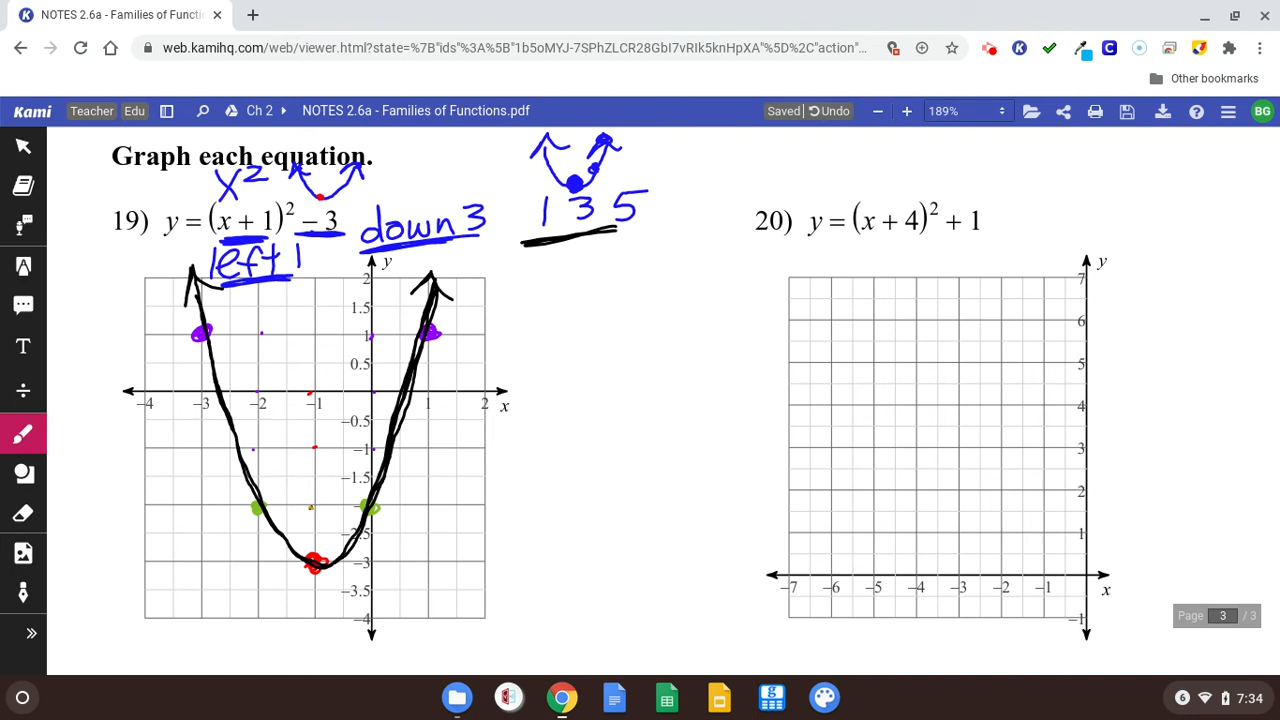 NOTES 2.6a - Families of Functi
web.kamihq.com/web/viewer.html?state=%7B"ids"%3A%5B"1b5oMYJ-7SPhZLCR28GbI7vRIk5knHpXA"%5D%2C"action"...
Other bookmarks
Kami Teacher Edu Ch 2 NOTES 2.6a - Families of Functions.pdf Saved Undo 189% BG
Graph each equation.
x²
1 3 5
19) y = (x + 1)² − 3 down 3
left 1
20) y = (x + 4)² + 1
y
2
1.5
1
0.5
−4 −3 −2 −1 1 2 x
−0.5
−1
−1.5
−2.5
−3
−3.5
−4
y
7
6
5
4
3
2
1
−7 −6 −5 −4 −3 −2 −1 x
−1
Page 3 / 3
6 7:34